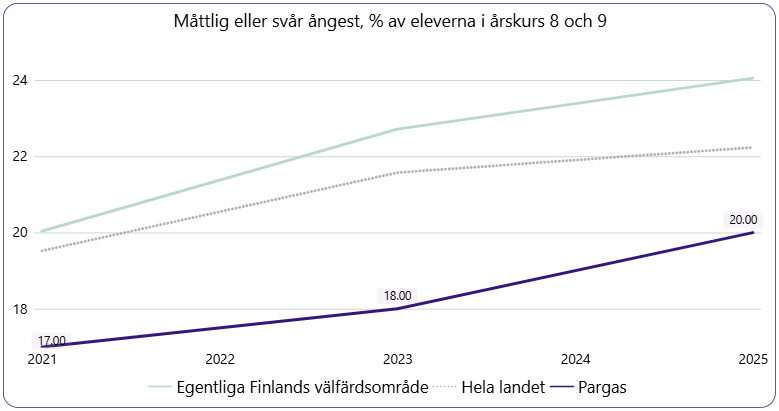 Måttlig eller svår ångest, % av eleverna i årskurs 8 och 9
24
22
20
18
20.00
18.00
17.00
2021 2022 2023 2024 2025
Egentliga Finlands välfärdsområde Hela landet Pargas